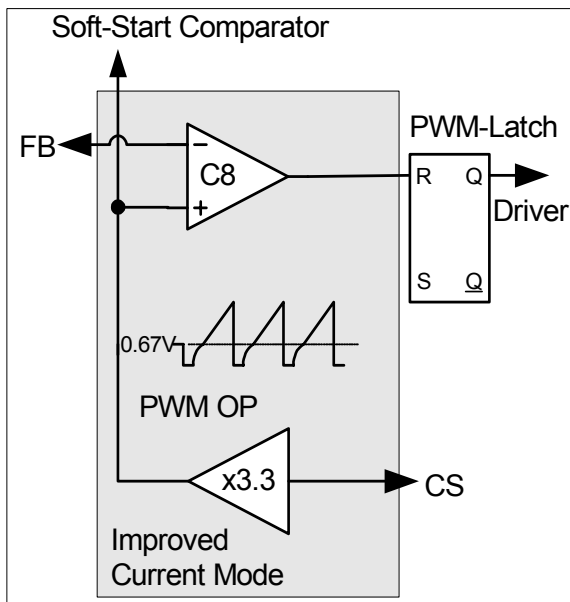 Soft-Start Comparator
FB
PWM-Latch
−
C8
+
R Q
Driver
S Q
0.67V
PWM OP
x3.3
CS
Improved
Current Mode